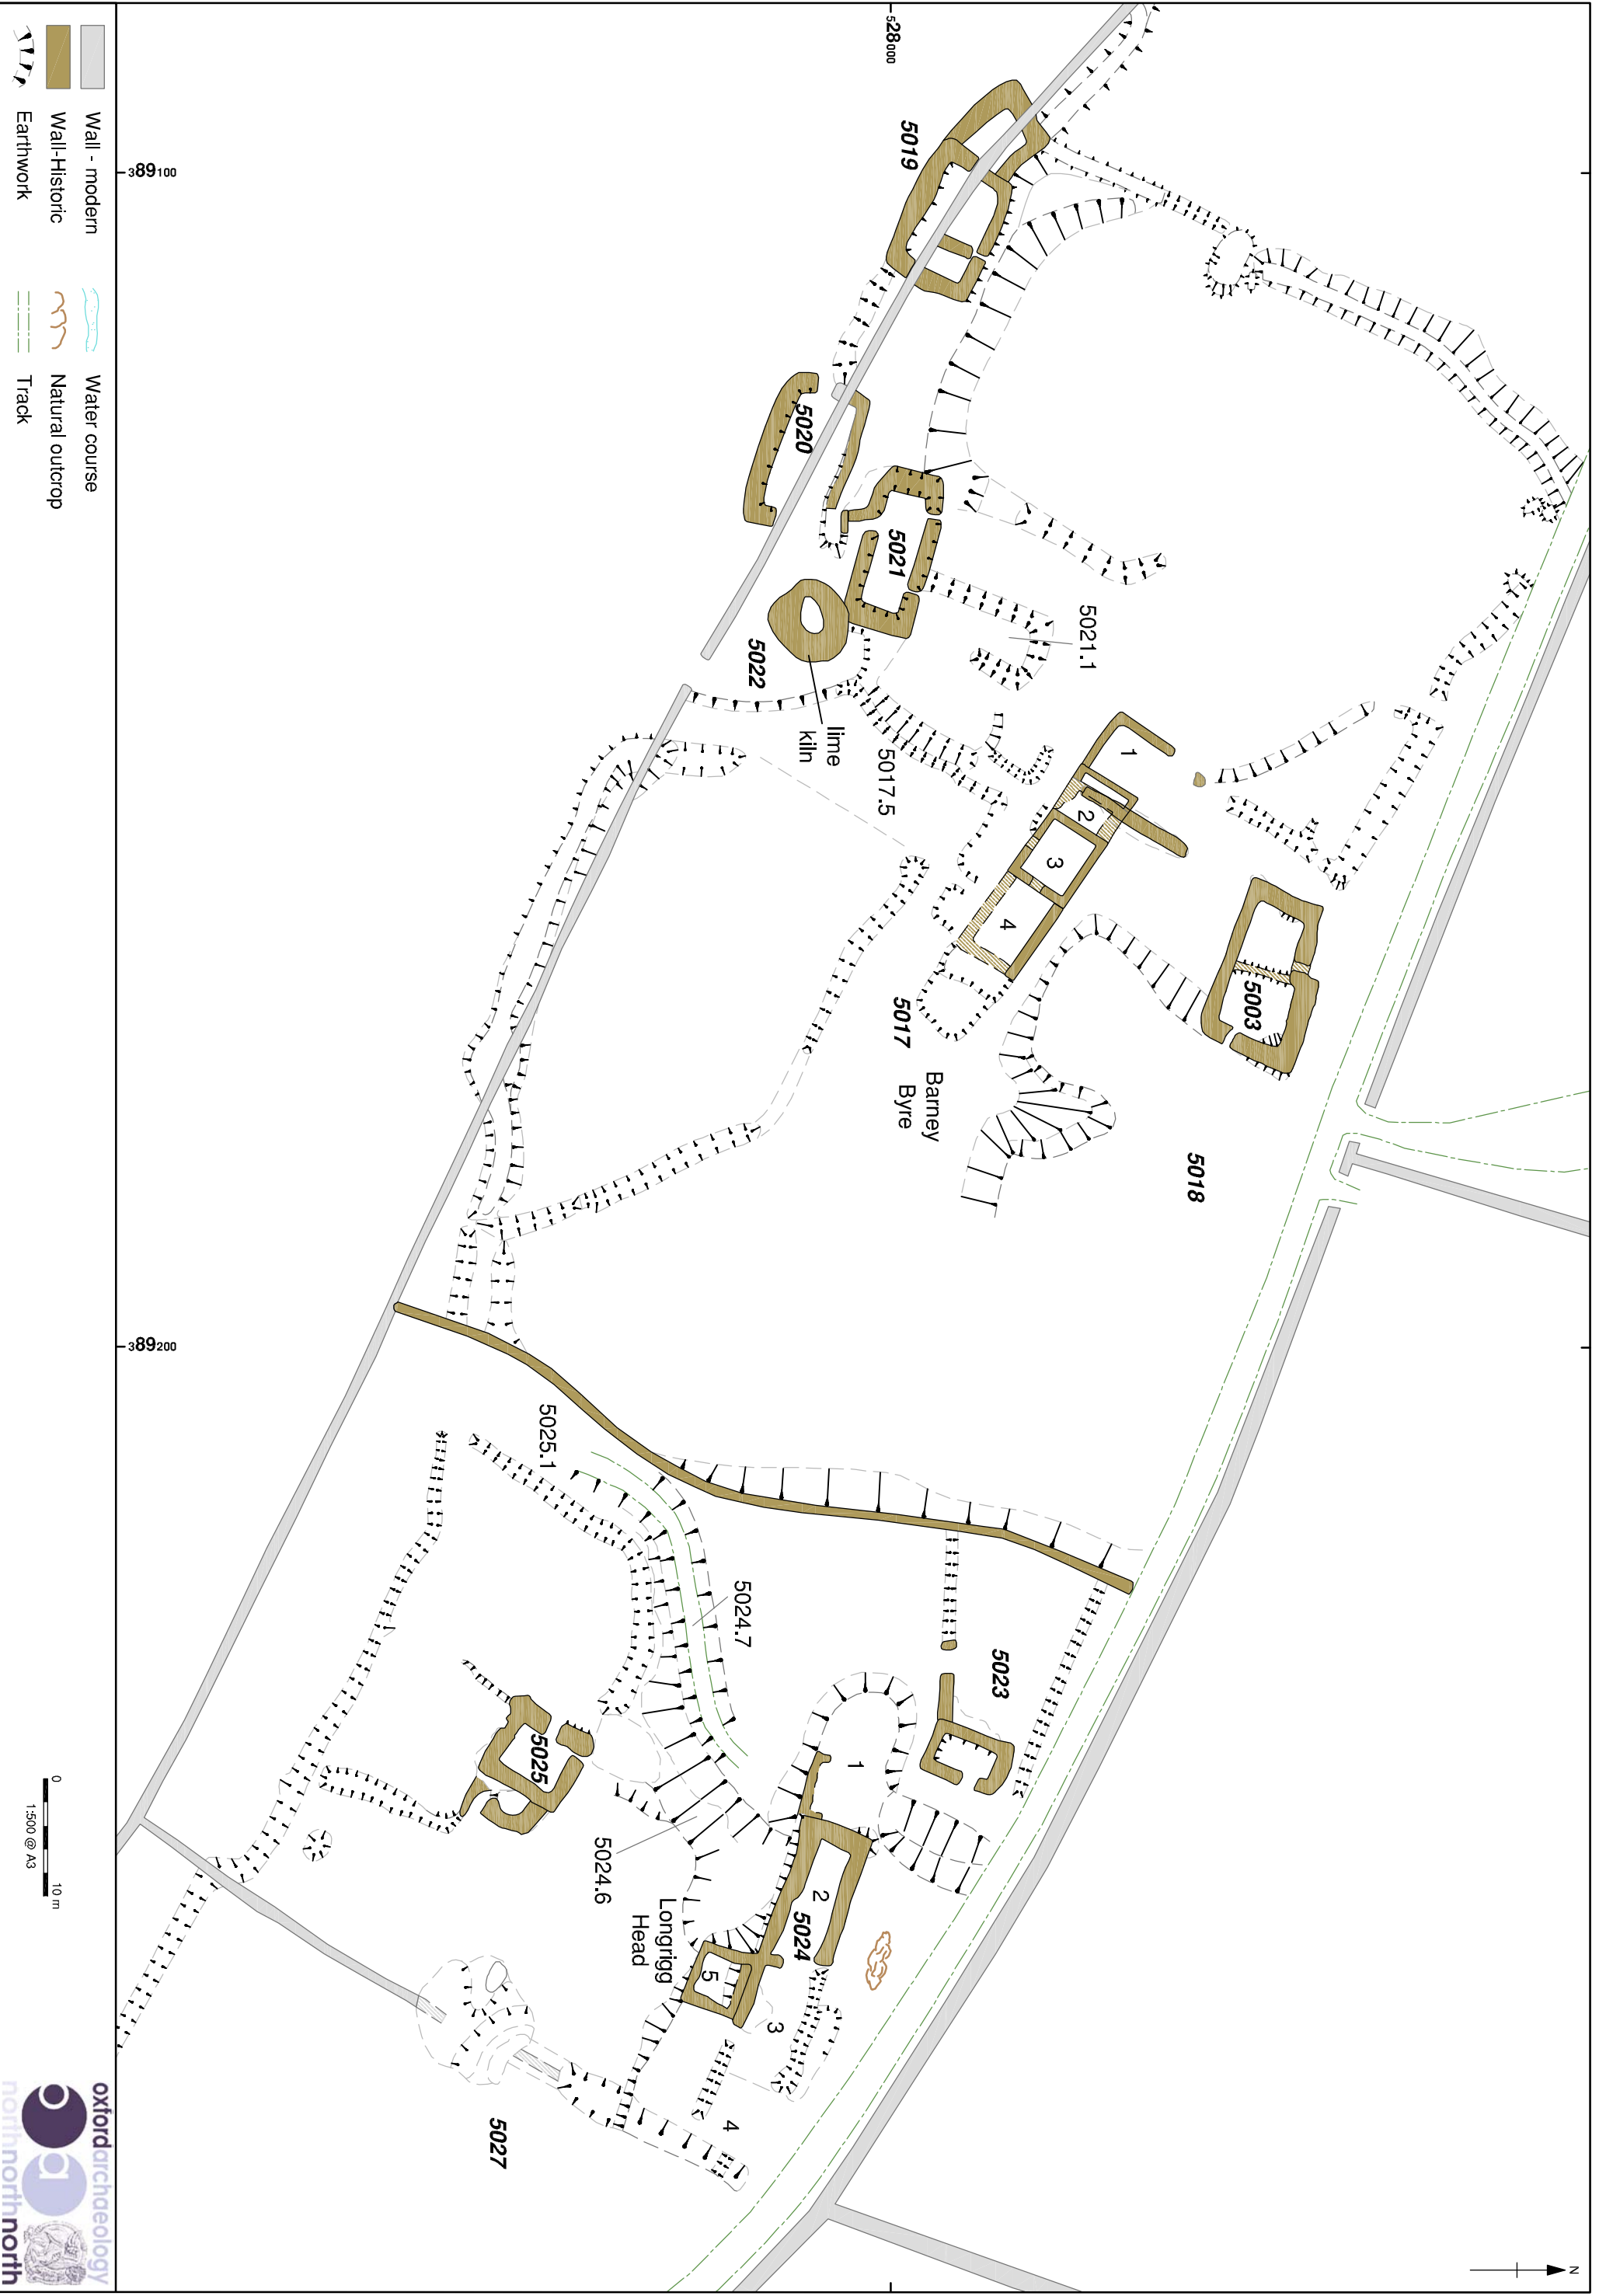 528000
N
389100
389200
5019
5020
5021
5021.1
5022
lime
kiln
5017.5
1
2
3
4
5003
5017
Barney
Byre
5018
5025.1
5024.7
5023
1
5025
5024.6
2
5024
Longrigg
Head
5
3
4
5027
Wall - modern
Wall-Historic
Earthwork
Water course
Natural outcrop
Track
0
10 m
1:500 @ A3
oxfordarchaeology
northnorthnorth